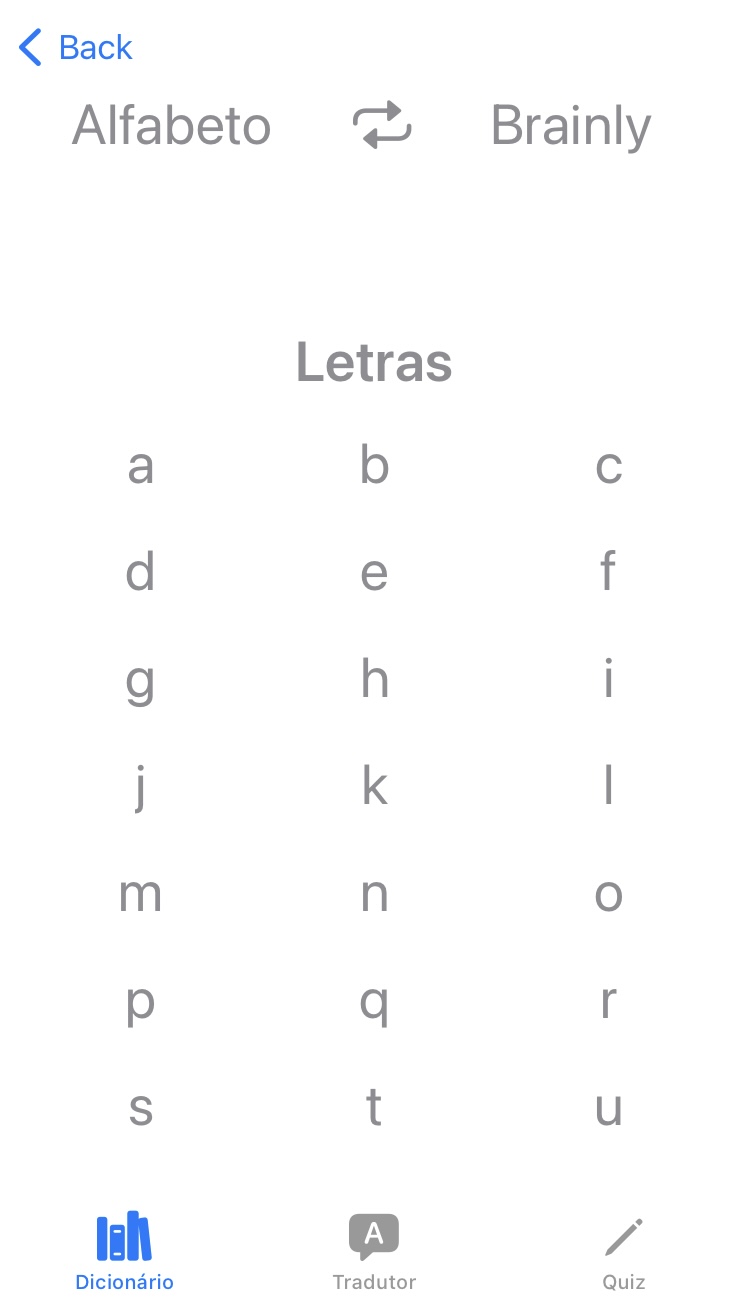 Back
Alfabeto Brainly
Letras
a b c
d e f
g h i
j k l
m n o
p q r
s t u
A
Dicionário Tradutor Quiz